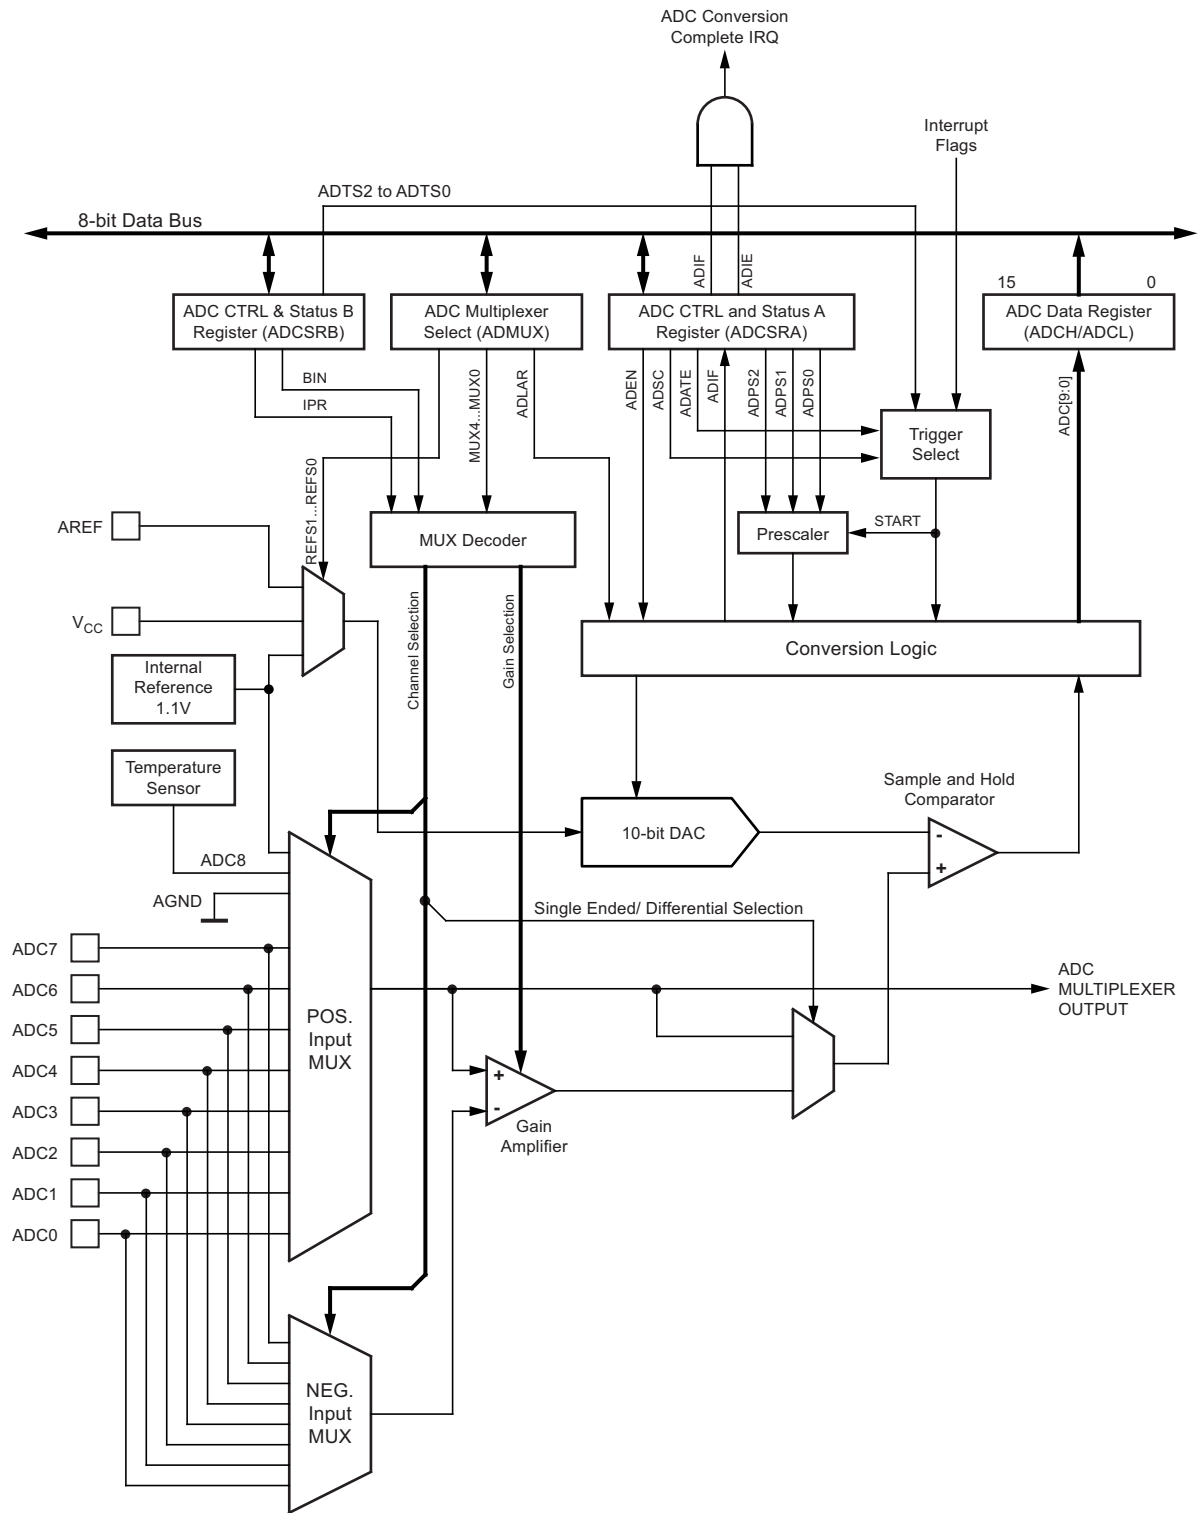 ADC Conversion
Complete IRQ
Interrupt
Flags
ADTS2 to ADTS0
8-bit Data Bus
ADIF
ADIE
15
0
ADC CTRL & Status B
Register (ADCSRB)
ADC Multiplexer
Select (ADMUX)
ADC CTRL and Status A
Register (ADCSRA)
ADC Data Register
(ADCH/ADCL)
BIN
IPR
MUX4...MUX0
ADLAR
ADEN
ADSC
ADATE
ADIF
ADPS2
ADPS1
ADPS0
ADC[9:0]
Trigger
Select
REFS1...REFS0
AREF
MUX Decoder
Prescaler
START
VCC
Channel Selection
Gain Selection
Conversion Logic
Internal
Reference
1.1V
Temperature
Sensor
Sample and Hold
Comparator
10-bit DAC
-
+
ADC8
AGND
Single Ended/ Differential Selection
ADC7
ADC6
ADC5
ADC4
ADC3
ADC2
ADC1
ADC0
POS.
Input
MUX
ADC
MULTIPLEXER
OUTPUT
+
-
Gain
Amplifier
NEG.
Input
MUX